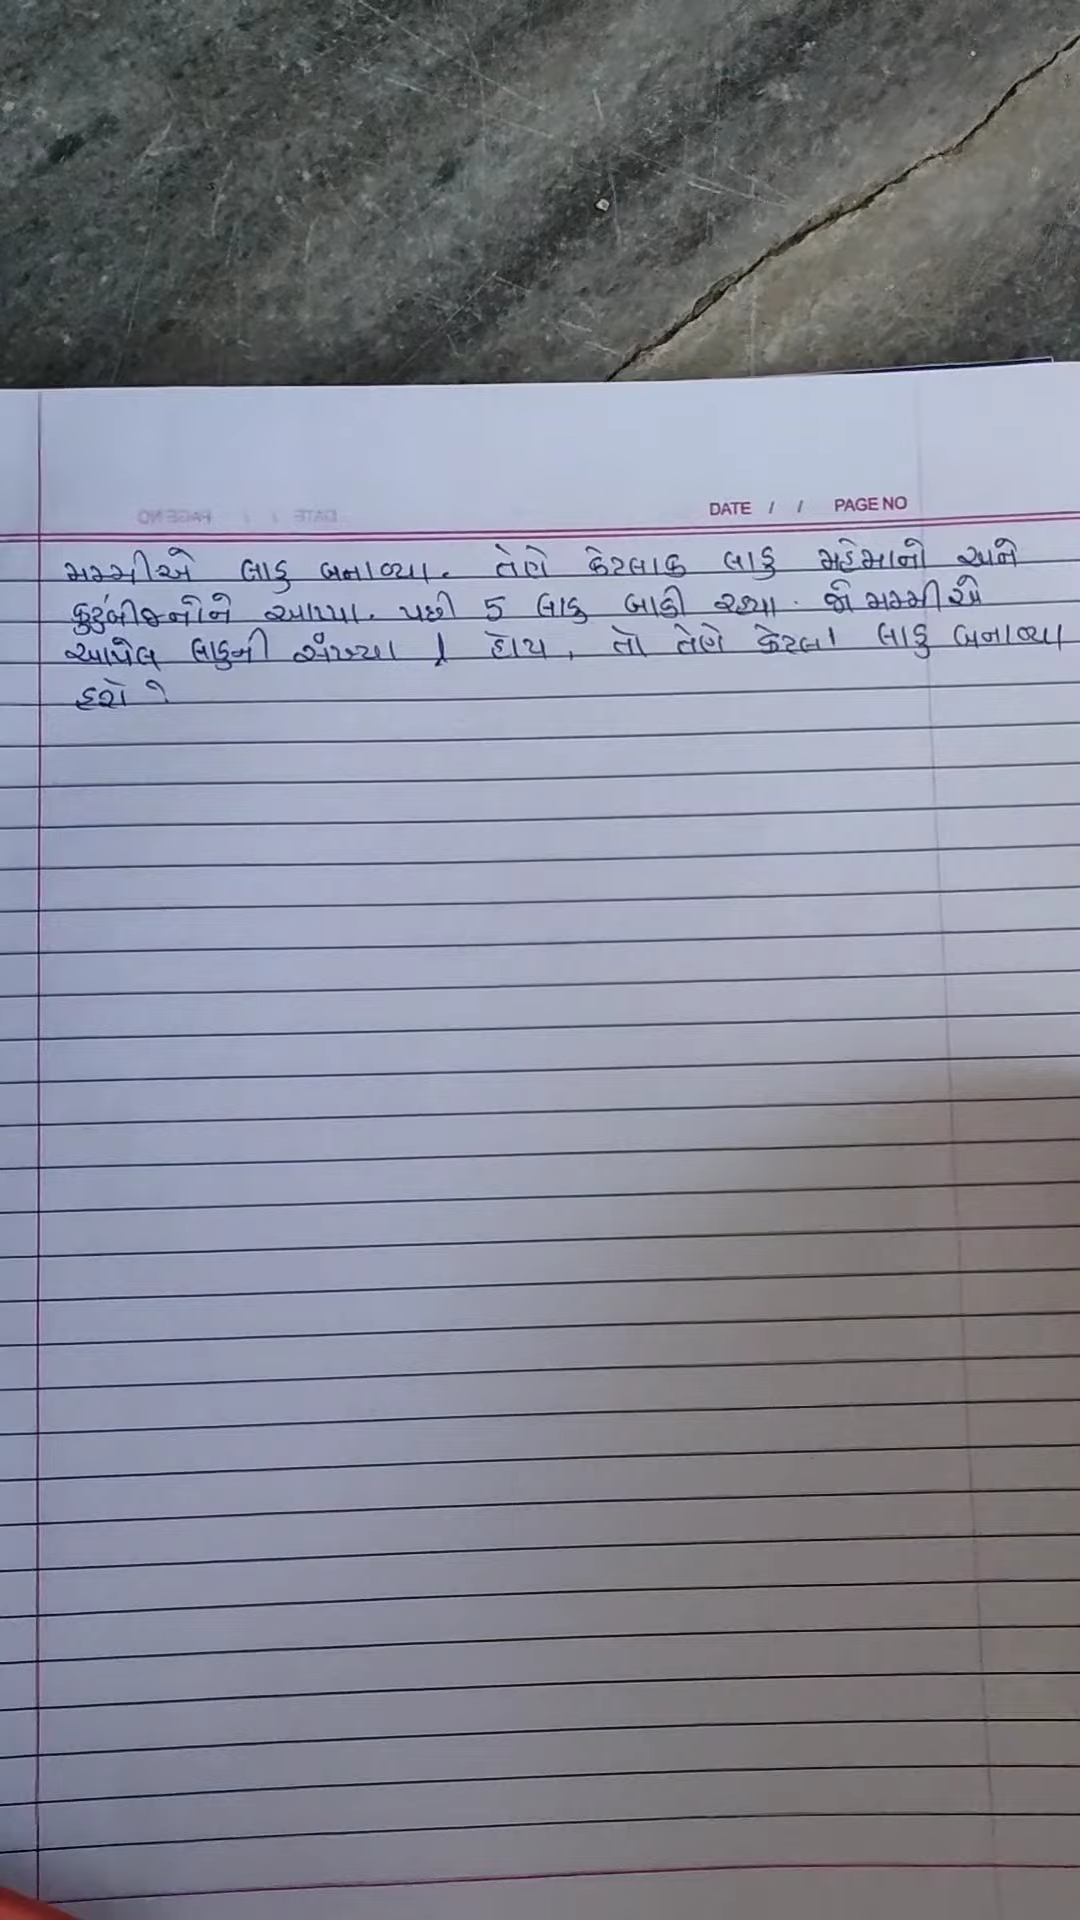 DATE / / PAGE NO
મમ્મીએ લાડુ બનાવ્યા. તેણે કેટલાક લાડુ મહેમાનો અને
કુટુંબીજનોને આપ્યા. પછી 5 લાડુ બાકી રહ્યા. જો મમ્મીએ
આપેલ લાડુની સંખ્યા l હોય, તો તેણે કેટલા લાડુ બનાવ્યા
હશે ?